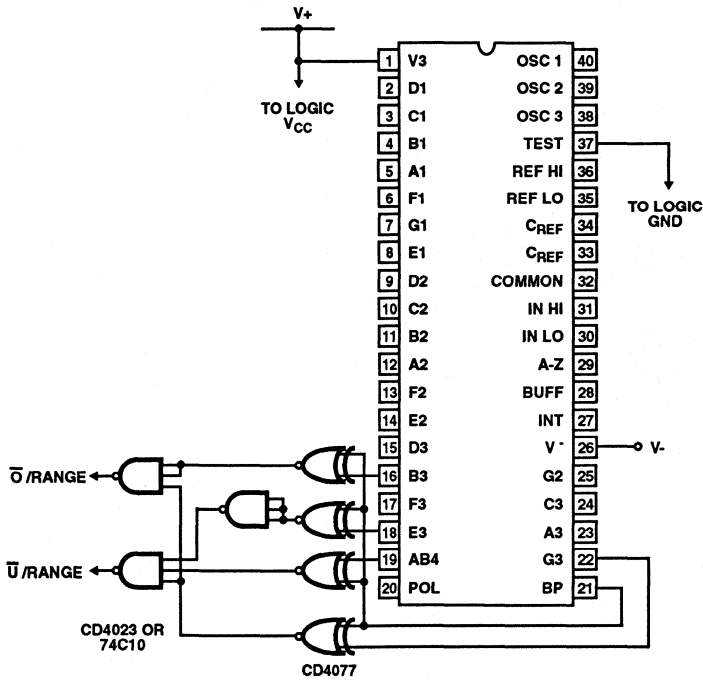 V+
TO LOGIC
VCC
1 V3
2 D1
3 C1
4 B1
5 A1
6 F1
7 G1
8 E1
9 D2
10 C2
11 B2
12 A2
13 F2
14 E2
15 D3
16 B3
17 F3
18 E3
19 AB4
20 POL
OSC 1 40
OSC 2 39
OSC 3 38
TEST 37
REF HI 36
REF LO 35
CREF 34
CREF 33
COMMON 32
IN HI 31
IN LO 30
A-Z 29
BUFF 28
INT 27
V - 26
G2 25
C3 24
A3 23
G3 22
BP 21
TO LOGIC
GND
V-
O̅ /RANGE
U̅ /RANGE
CD4023 OR
74C10
CD4077